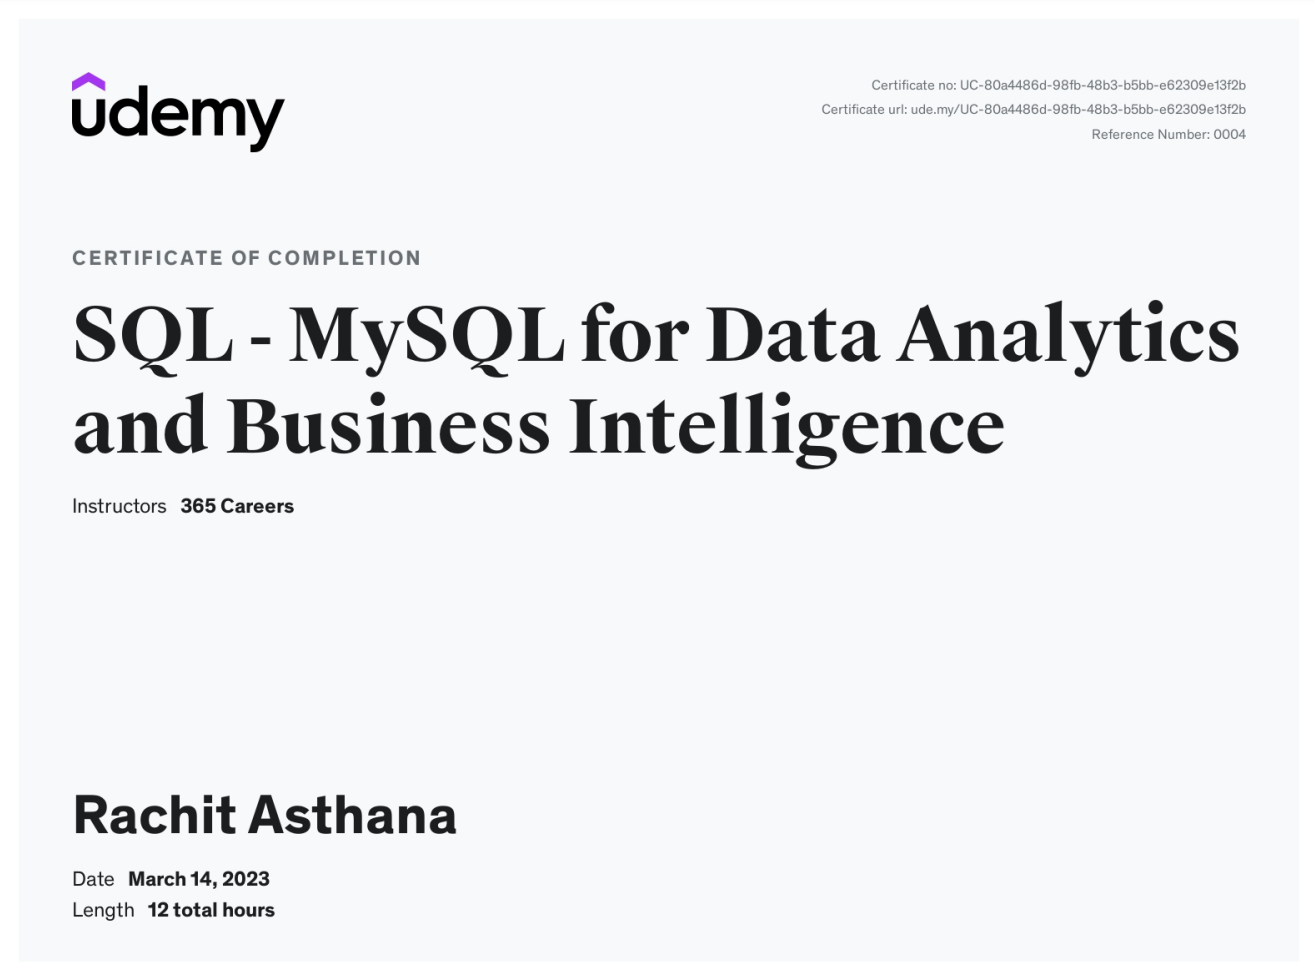 udemy
Certificate no: UC-80a4486d-98fb-48b3-b5bb-e62309e13f2b
Certificate url: ude.my/UC-80a4486d-98fb-48b3-b5bb-e62309e13f2b
Reference Number: 0004
CERTIFICATE OF COMPLETION
SQL - MySQL for Data Analytics
and Business Intelligence
Instructors 365 Careers
Rachit Asthana
Date March 14, 2023
Length 12 total hours